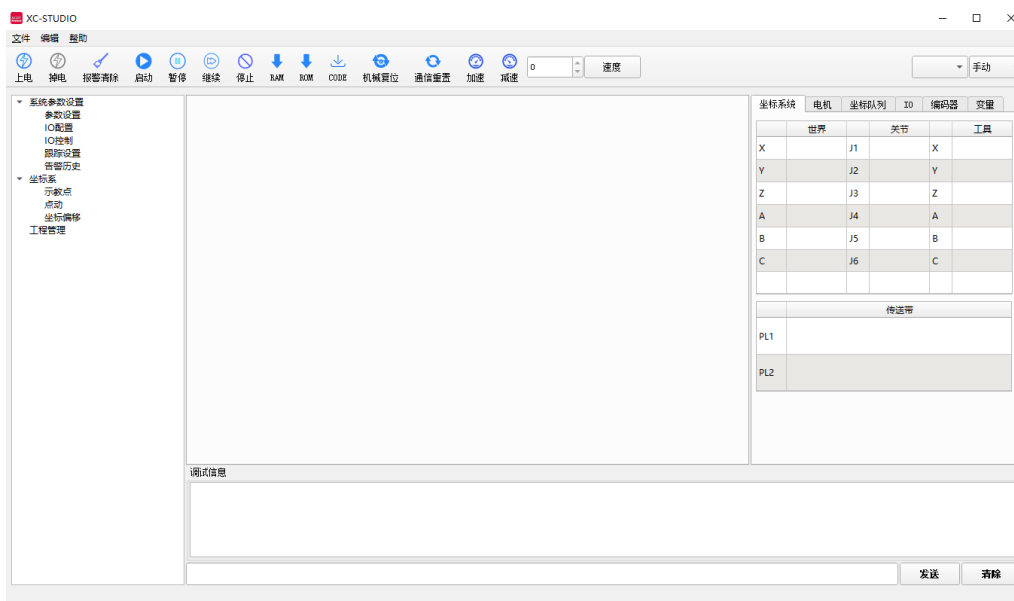 XC-STUDIO
文件 编辑 帮助
上电 掉电 报警清除 启动 暂停 继续 停止 RAM ROM CODE 机械复位 通信重置 加速 减速 0 速度 手动
系统参数设置
参数设置
IO配置
IO控制
跟踪设置
告警历史
坐标系
示教点
点动
坐标偏移
工程管理
坐标系统 电机 坐标队列 IO 编码器 变量
世界 关节 工具
X J1 X
Y J2 Y
Z J3 Z
A J4 A
B J5 B
C J6 C
传送带
PL1
PL2
调试信息
发送 清除